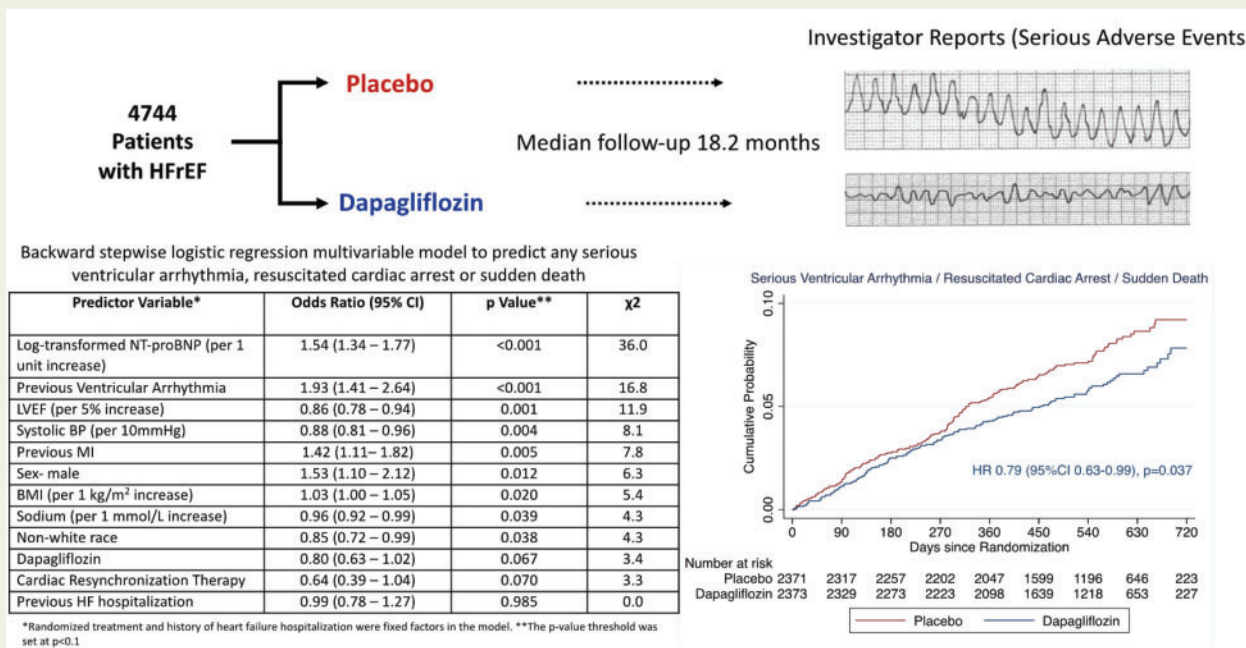 Investigator Reports (Serious Adverse Events
Placebo
4744
Patients
with HFrEF
Median follow-up 18.2 months
Dapagliflozin
Backward stepwise logistic regression multivariable model to predict any serious
ventricular arrhythmia, resuscitated cardiac arrest or sudden death
Predictor Variable* Odds Ratio (95% CI) p Value** χ2
Log-transformed NT-proBNP (per 1
unit increase) 1.54 (1.34 – 1.77) <0.001 36.0
Previous Ventricular Arrhythmia 1.93 (1.41 – 2.64) <0.001 16.8
LVEF (per 5% increase) 0.86 (0.78 – 0.94) 0.001 11.9
Systolic BP (per 10mmHg) 0.88 (0.81 – 0.96) 0.004 8.1
Previous MI 1.42 (1.11– 1.82) 0.005 7.8
Sex- male 1.53 (1.10 – 2.12) 0.012 6.3
BMI (per 1 kg/m² increase) 1.03 (1.00 – 1.05) 0.020 5.4
Sodium (per 1 mmol/L increase) 0.96 (0.92 – 0.99) 0.039 4.3
Non-white race 0.85 (0.72 – 0.99) 0.038 4.3
Dapagliflozin 0.80 (0.63 – 1.02) 0.067 3.4
Cardiac Resynchronization Therapy 0.64 (0.39 – 1.04) 0.070 3.3
Previous HF hospitalization 0.99 (0.78 – 1.27) 0.985 0.0
*Randomized treatment and history of heart failure hospitalization were fixed factors in the model. **The p-value threshold was
set at p<0.1
Serious Ventricular Arrhythmia / Resuscitated Cardiac Arrest / Sudden Death
Cumulative Probability
0.10
0.05
0.00
HR 0.79 (95%CI 0.63-0.99), p=0.037
0 90 180 270 360 450 540 630 720
Days since Randomization
Number at risk
Placebo 2371 2317 2257 2202 2047 1599 1196 646 223
Dapagliflozin 2373 2329 2273 2223 2098 1639 1218 653 227
Placebo Dapagliflozin